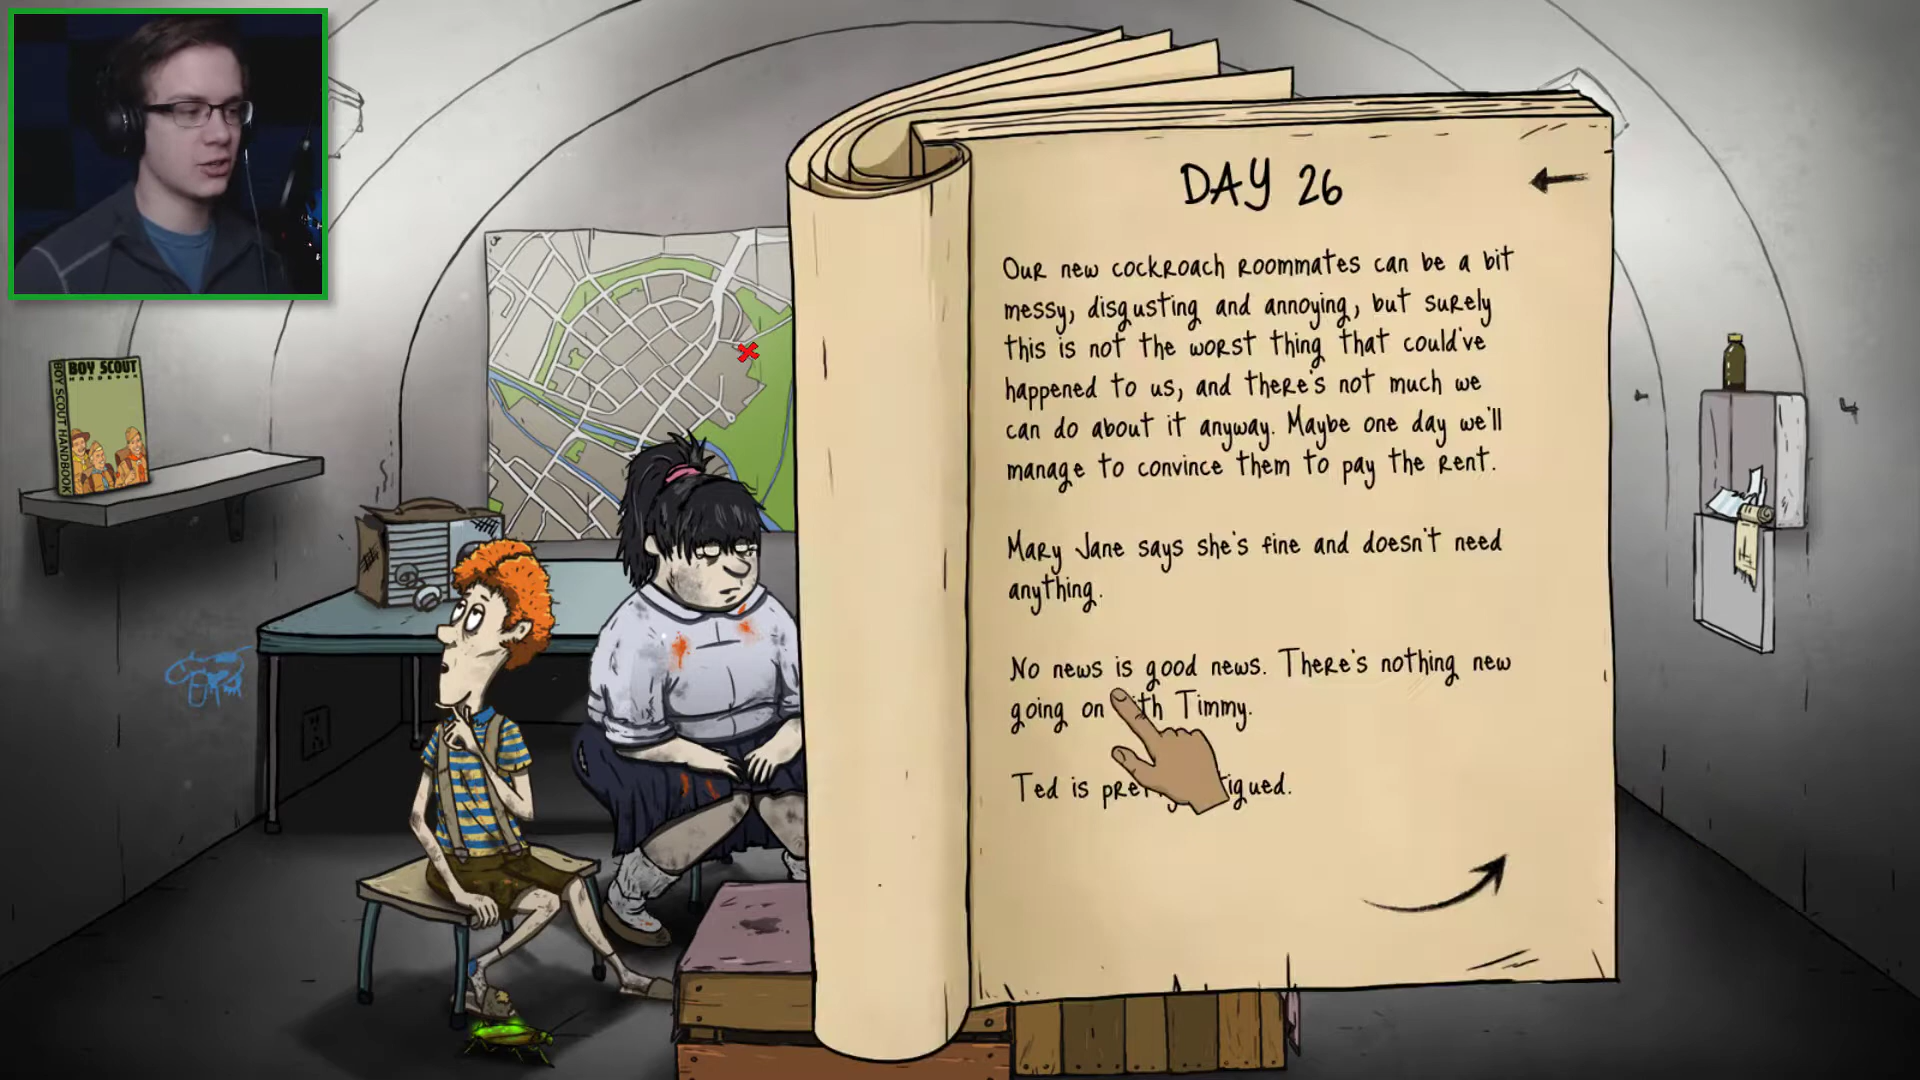 DAY 26
Our new cockroach roommates can be a bit
messy, disgusting and annoying, but surely
this is not the worst thing that could've
happened to us, and there's not much we
can do about it anyway. Maybe one day we'll
manage to convince them to pay the rent.
Mary Jane says she's fine and doesn't need
anything.
No news is good news. There's nothing new
going on with Timmy.
Ted is pretty fatigued.
BOY SCOUT
HANDBOOK
BOY SCOUT HANDBOOK